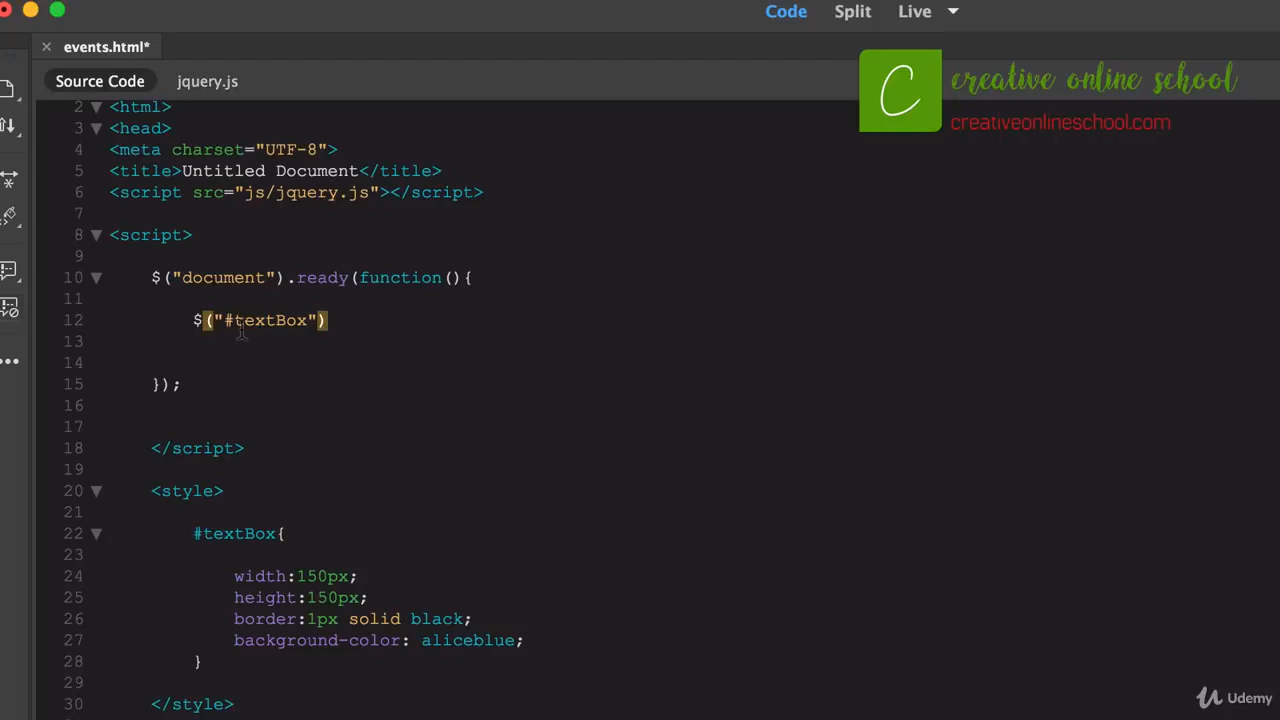 Code Split Live
events.html*
Source Code jquery.js
creative online school
creativeonlineschool.com
C
2 <html>
3 <head>
4 <meta charset="UTF-8">
5 <title>Untitled Document</title>
6 <script src="js/jquery.js"></script>
7
8 <script>
9
10 $("document").ready(function(){
11
12 $("#textBox")
13
14
15 });
16
17
18 </script>
19
20 <style>
21
22 #textBox{
23
24 width:150px;
25 height:150px;
26 border:1px solid black;
27 background-color: aliceblue;
28 }
29
30 </style>
Udemy